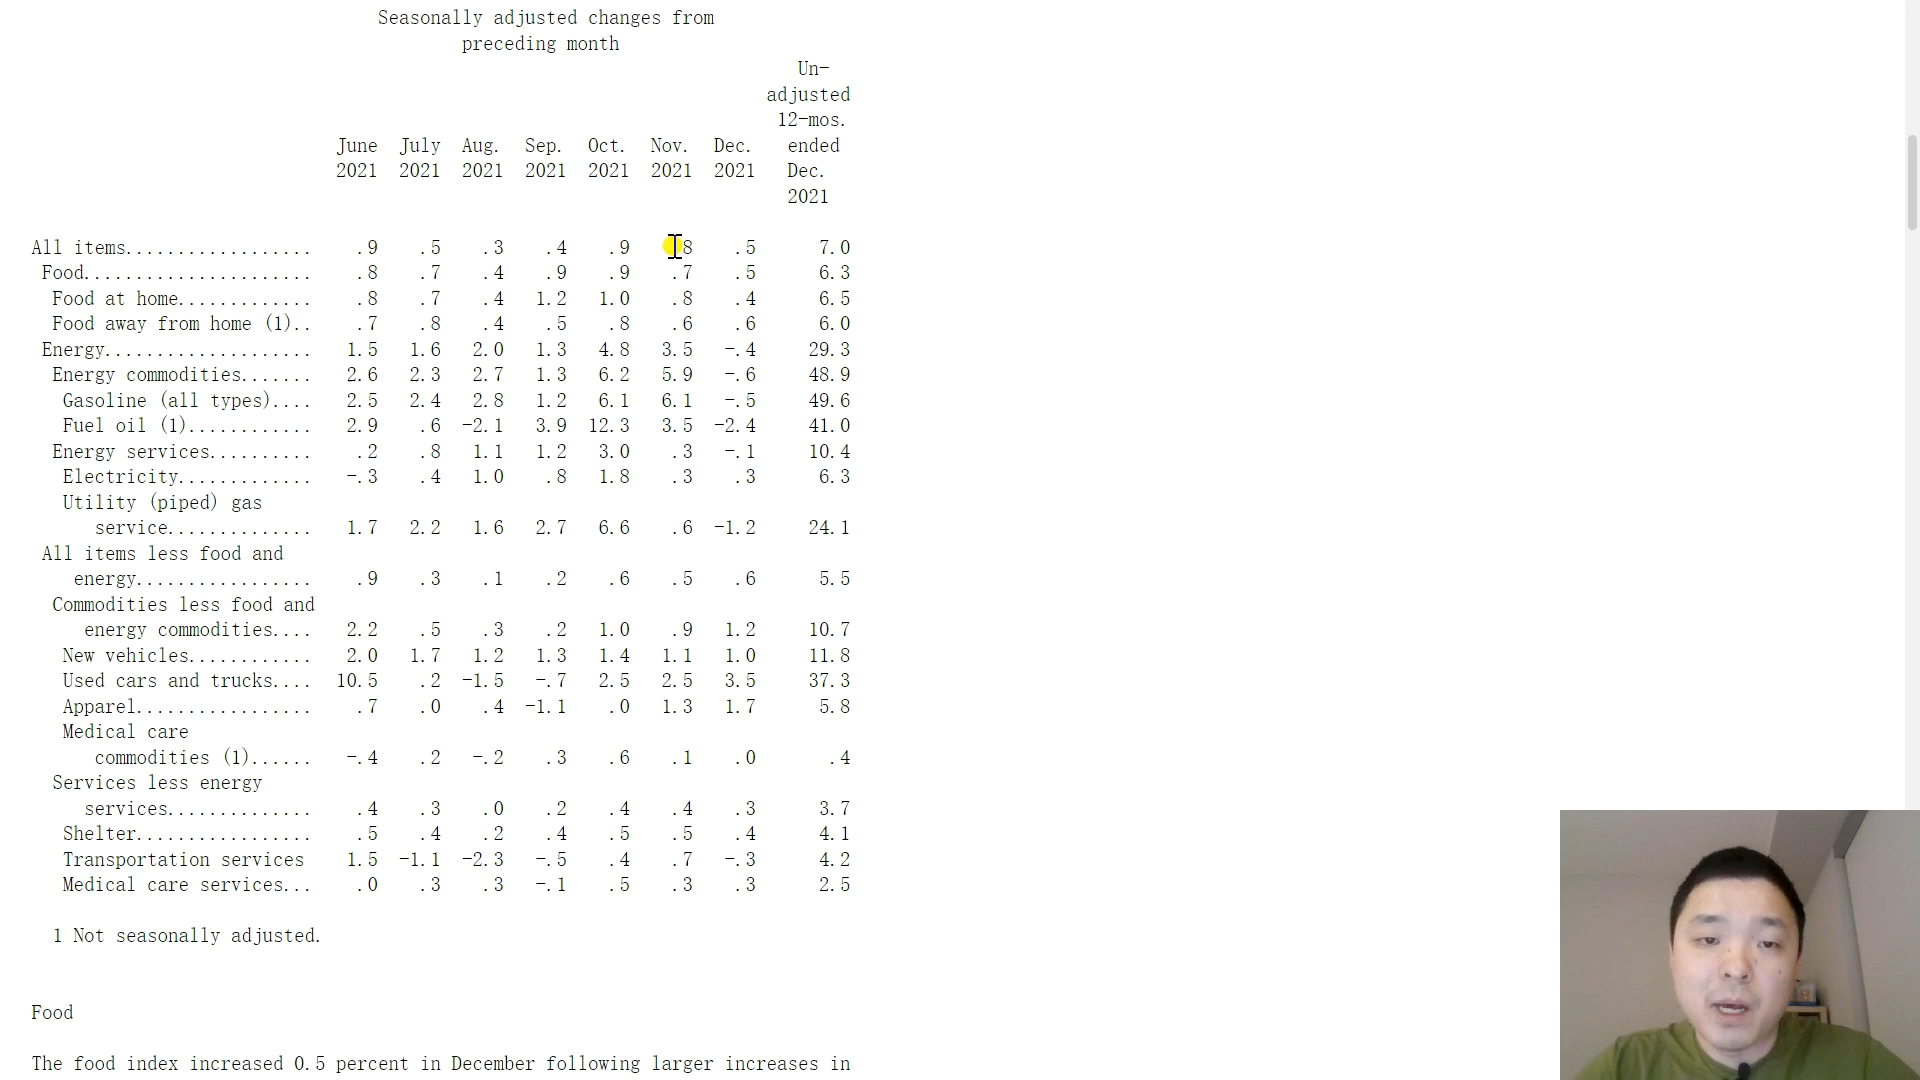 Seasonally adjusted changes from
preceding month
Un-
adjusted
12-mos.
June July Aug. Sep. Oct. Nov. Dec. ended
2021 2021 2021 2021 2021 2021 2021 Dec.
2021
All items................. .9 .5 .3 .4 .9 .8 .5 7.0
Food..................... .8 .7 .4 .9 .9 .7 .5 6.3
Food at home............. .8 .7 .4 1.2 1.0 .8 .4 6.5
Food away from home (1).. .7 .8 .4 .5 .8 .6 .6 6.0
Energy.................... 1.5 1.6 2.0 1.3 4.8 3.5 -.4 29.3
Energy commodities....... 2.6 2.3 2.7 1.3 6.2 5.9 -.6 48.9
Gasoline (all types).... 2.5 2.4 2.8 1.2 6.1 6.1 -.5 49.6
Fuel oil (1)............ 2.9 .6 -2.1 3.9 12.3 3.5 -2.4 41.0
Energy services.......... .2 .8 1.1 1.2 3.0 .3 -.1 10.4
Electricity............. -.3 .4 1.0 .8 1.8 .3 .3 6.3
Utility (piped) gas
service.............. 1.7 2.2 1.6 2.7 6.6 .6 -1.2 24.1
All items less food and
energy................. .9 .3 .1 .2 .6 .5 .6 5.5
Commodities less food and
energy commodities.... 2.2 .5 .3 .2 1.0 .9 1.2 10.7
New vehicles............ 2.0 1.7 1.2 1.3 1.4 1.1 1.0 11.8
Used cars and trucks.... 10.5 .2 -1.5 -.7 2.5 2.5 3.5 37.3
Apparel................. .7 .0 .4 -1.1 .0 1.3 1.7 5.8
Medical care
commodities (1)...... -.4 .2 -.2 .3 .6 .1 .0 .4
Services less energy
services.............. .4 .3 .0 .2 .4 .4 .3 3.7
Shelter................. .5 .4 .2 .4 .5 .5 .4 4.1
Transportation services 1.5 -1.1 -2.3 -.5 .4 .7 -.3 4.2
Medical care services... .0 .3 .3 -.1 .5 .3 .3 2.5
1 Not seasonally adjusted.
Food
The food index increased 0.5 percent in December following larger increases in